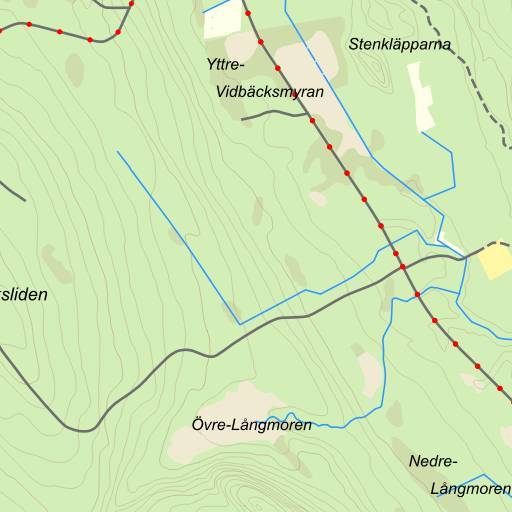 Stenkläpparna
Yttre-
Vidbäcksmyran
sliden
Övre-Långmoren
Nedre-
Långmoren